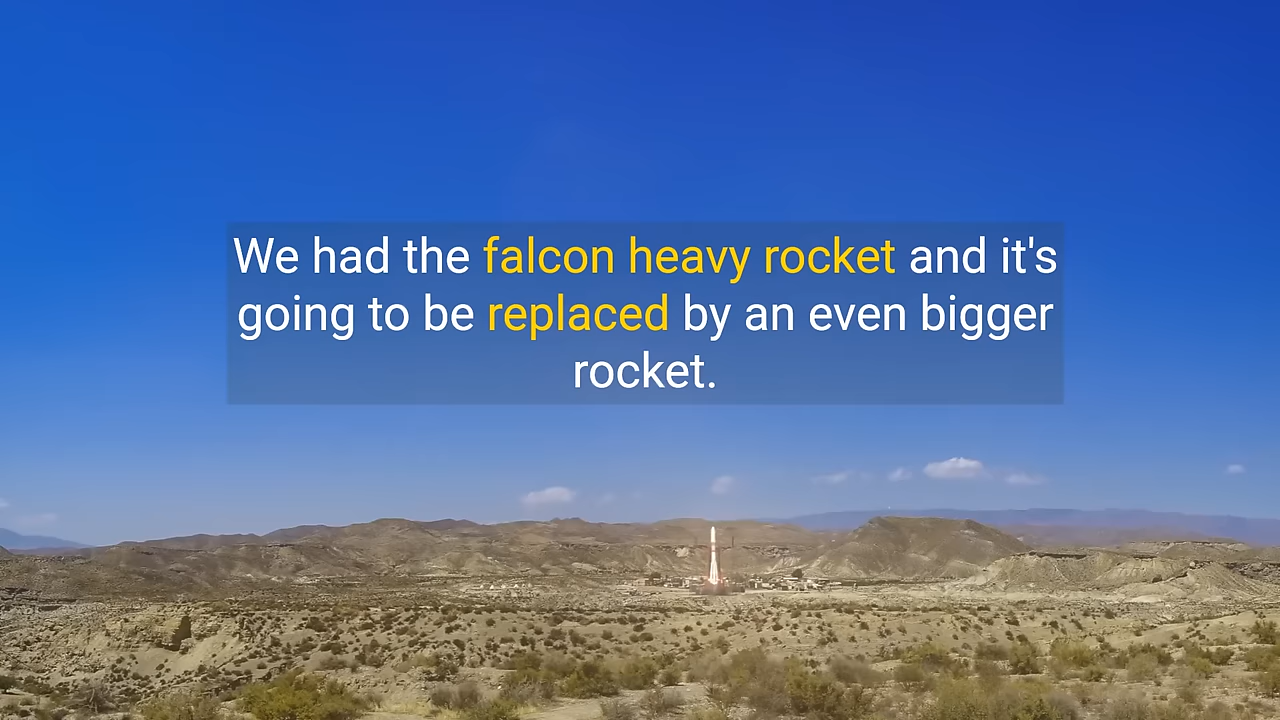 We had the falcon heavy rocket and it's
going to be replaced by an even bigger
rocket.